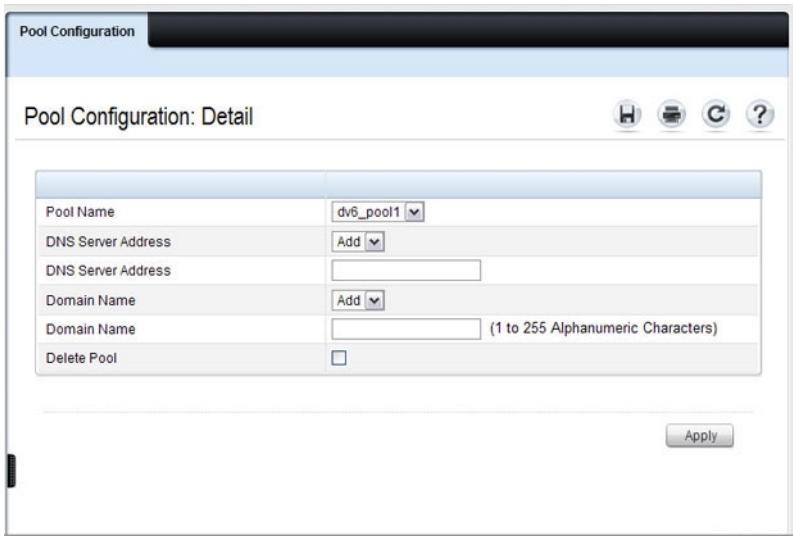 Pool Configuration
Pool Configuration: Detail
Pool Name dv6_pool1
DNS Server Address Add
DNS Server Address
Domain Name Add
Domain Name (1 to 255 Alphanumeric Characters)
Delete Pool
Apply